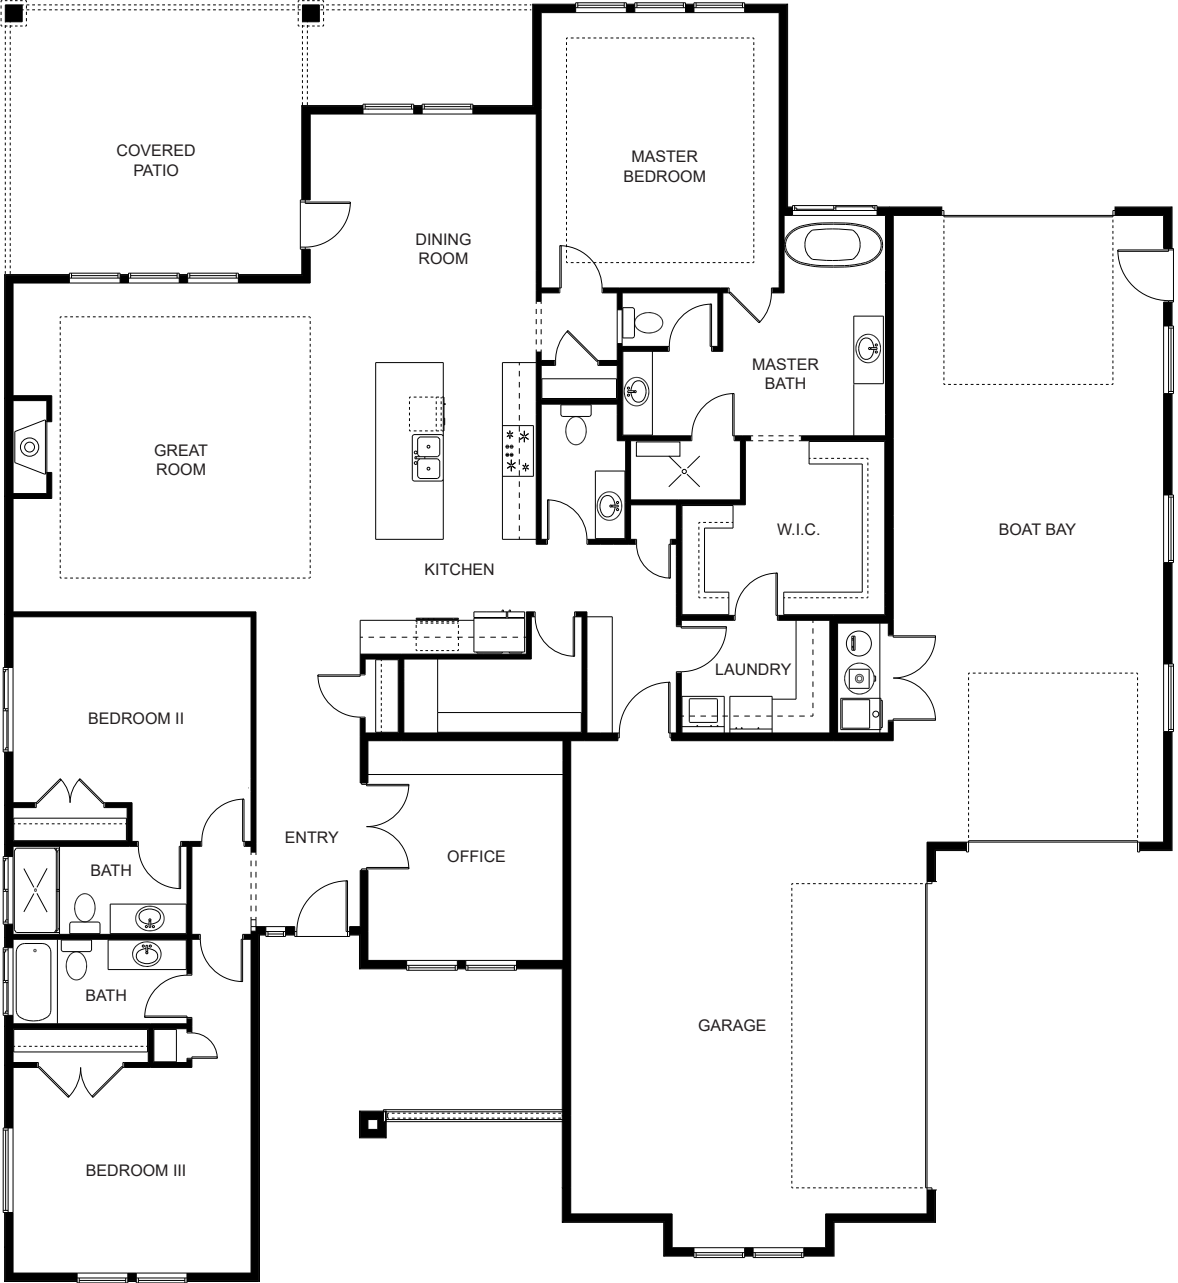 COVERED
PATIO
MASTER
BEDROOM
DINING
ROOM
MASTER
BATH
GREAT
ROOM
W.I.C.
BOAT BAY
KITCHEN
LAUNDRY
BEDROOM II
ENTRY
OFFICE
BATH
BATH
GARAGE
BEDROOM III